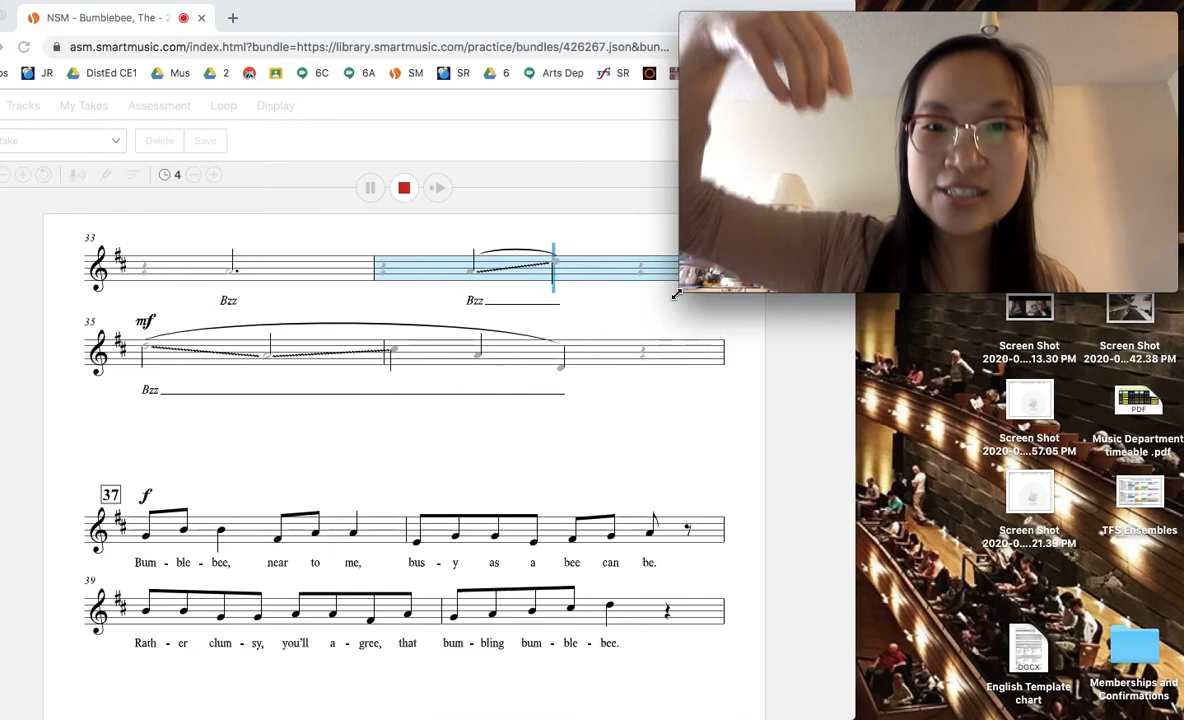 NSM - Bumblebee, The - 2
asm.smartmusic.com/index.html?bundle=https://library.smartmusic.com/practice/bundles/426267.json&bun...
JR DistEd CE1 Mus 2 6C 6A SM SR 6 Arts Dep SR
Tracks My Takes Assessment Loop Display
Delete Save
4
33
Bzz Bzz
35 mf
Bzz
37 f
Bum - ble - bee, near to me, bus - y as a bee can be.
39
Rath - er clum - sy, you'll a - gree, that bum - bling bum - ble - bee.
Screen Shot
2020-0....13.30 PM
Screen Shot
2020-0...42.38 PM
Screen Shot
2020-0....57.05 PM
PDF
Music Department
timeable .pdf
Screen Shot
2020-0....21.39 PM
TFS Ensembles
DOCX
English Template
chart
Memberships and
Confirmations